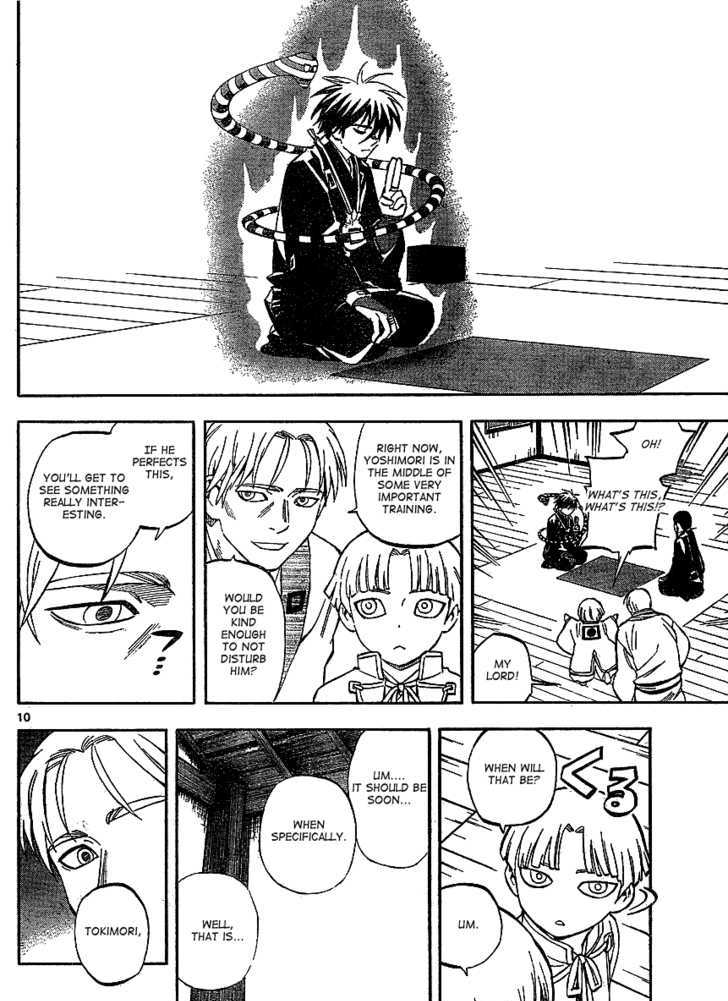 OH!
WHAT'S THIS,
WHAT'S THIS!?
MY
LORD!
RIGHT NOW,
YOSHIMORI IS IN
THE MIDDLE OF
SOME VERY
IMPORTANT
TRAINING.
WOULD
YOU BE
KIND
ENOUGH
TO NOT
DISTURB
HIM?
IF HE
PERFECTS
THIS,
YOU'LL GET TO
SEE SOMETHING
REALLY INTER-
ESTING.
?
10
WHEN WILL
THAT BE?
くる
UM.
UM....
IT SHOULD BE
SOON...
WHEN
SPECIFICALLY.
WELL,
THAT IS...
TOKIMORI,